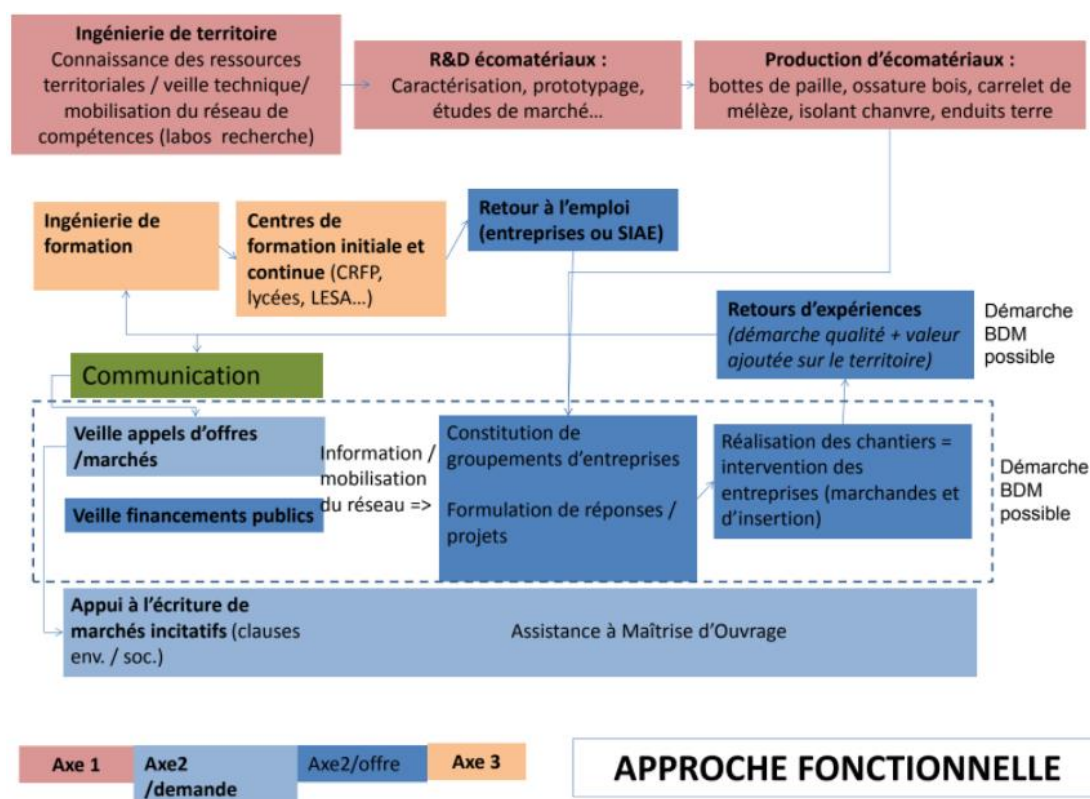 Ingénierie de territoire
Connaissance des ressources
territoriales / veille technique/
mobilisation du réseau de
compétences (labos  recherche)
R&D écomatériaux :
Caractérisation, prototypage,
études de marché…
Production d’écomatériaux :
bottes de paille, ossature bois, carrelet de
mélèze, isolant chanvre, enduits terre
Ingénierie de
formation
Centres de
formation initiale et
continue (CRFP,
lycées, LESA…)
Retour à l’emploi
(entreprises ou SIAE)
Retours d’expériences
(démarche qualité + valeur
ajoutée sur le territoire)
Démarche
BDM
possible
Communication
Veille appels d’offres
/marchés
Veille financements publics
Information /
mobilisation
du réseau =>
Constitution de
groupements d’entreprises
Formulation de réponses /
projets
Réalisation des chantiers =
intervention des
entreprises (marchandes et
d’insertion)
Démarche
BDM
possible
Appui à l’écriture de
marchés incitatifs (clauses
env. / soc.)
Assistance à Maîtrise d’Ouvrage
Axe 1
Axe2
/demande
Axe2/offre
Axe 3
APPROCHE FONCTIONNELLE